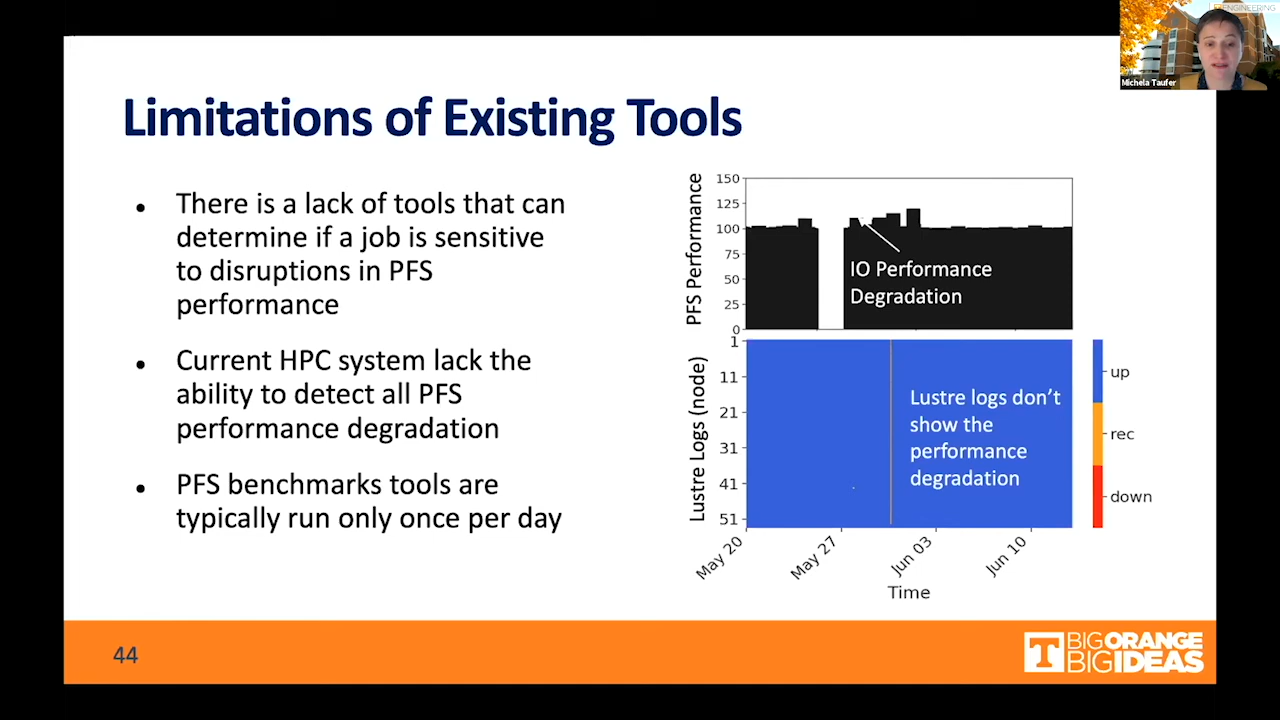 ENGINEERING
Michela Taufer
Limitations of Existing Tools
● There is a lack of tools that can
determine if a job is sensitive
to disruptions in PFS
performance
● Current HPC system lack the
ability to detect all PFS
performance degradation
● PFS benchmarks tools are
typically run only once per day
PFS Performance
150
125
100
75
50
25
0
IO Performance
Degradation
Lustre Logs (node)
1
11
21
31
41
51
Lustre logs don’t
show the
performance
degradation
up
rec
down
May 20
May 27
Jun 03
Jun 10
Time
44
T
BIG ORANGE
BIG IDEAS